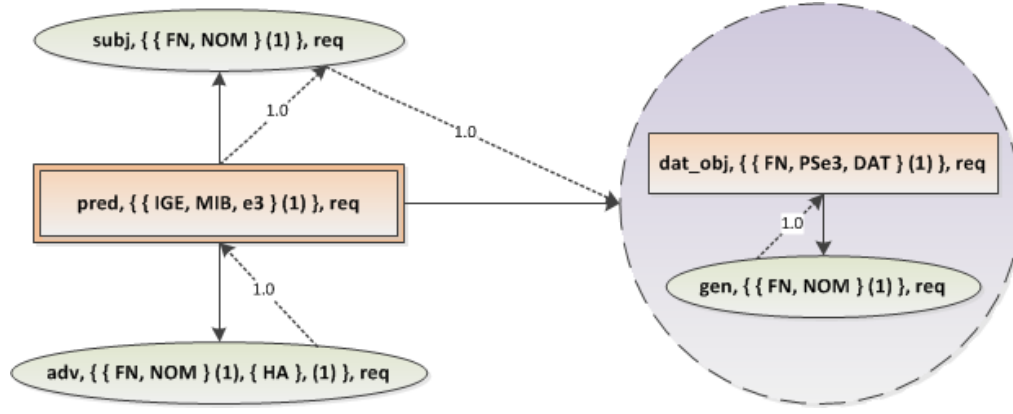 subj, { { FN, NOM } (1) }, req
1.0
1.0
dat_obj, { { FN, PSe3, DAT } (1) }, req
pred, { { IGE, MIB, e3 } (1) }, req
1.0
gen, { { FN, NOM } (1) }, req
1.0
adv, { { FN, NOM } (1), { HA }, (1) }, req